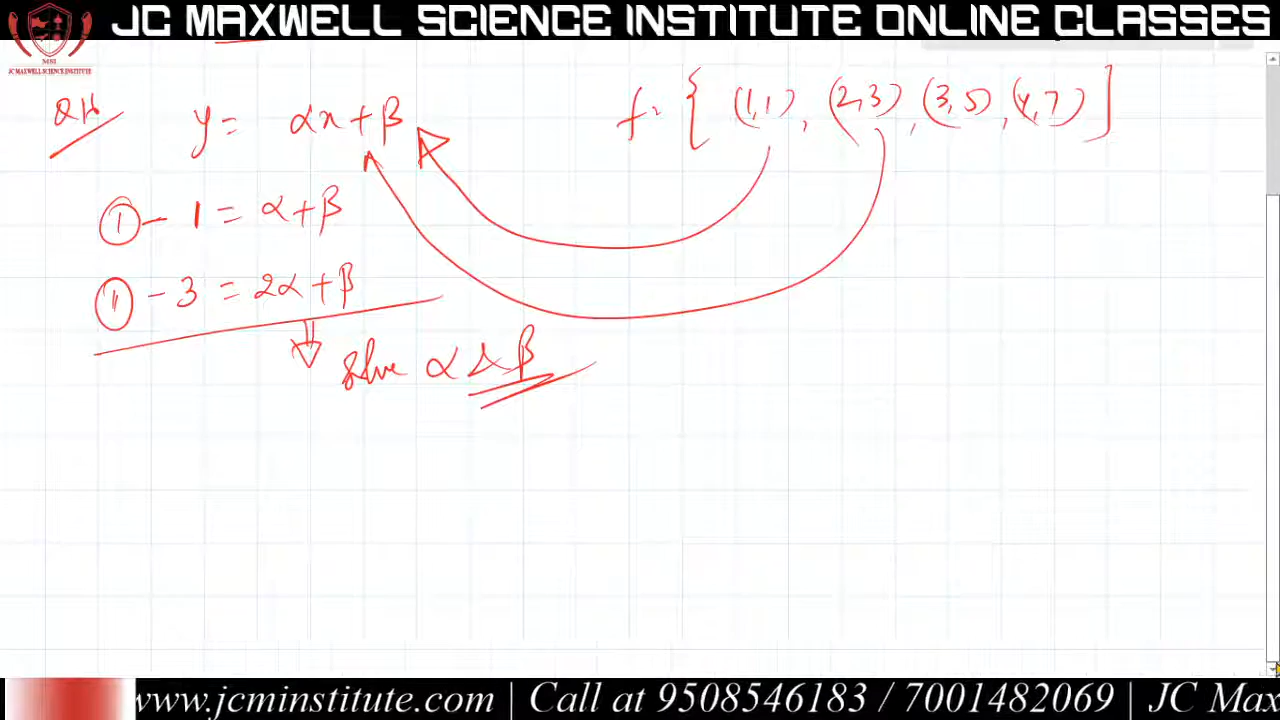 JC MAXWELL SCIENCE INSTITUTE ONLINE CLASSES
MSI
JC MAXWELL SCIENCE INSTITUTE
y = αx + β
f = { (1,1), (2,3), (3,5), (4,7) }
① - 1 = α + β
② - 3 = 2α + β
Solve α & β
www.jcminstitute.com | Call at 9508546183 / 7001482069 | JC Max